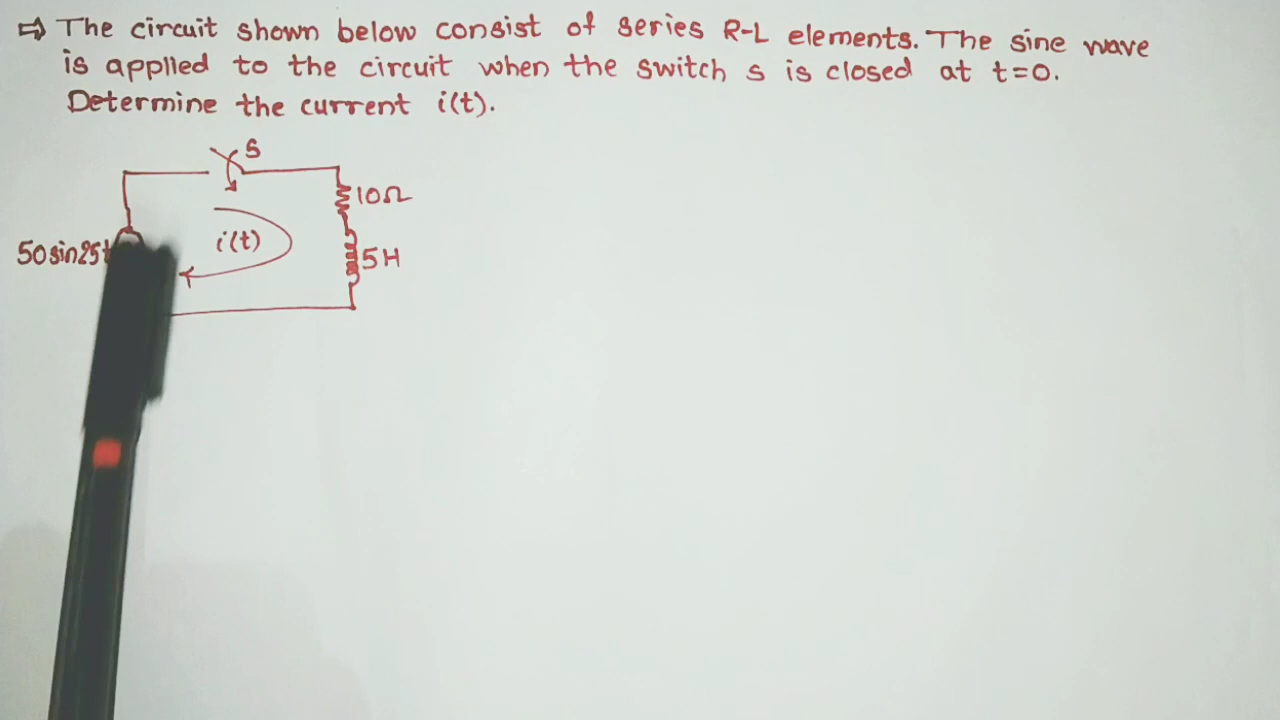 ⇒ The circuit shown below consist of series R-L elements. The sine wave
is applied to the circuit when the switch s is closed at t=0.
Determine the current i(t).
S
10Ω
50sin25t
i(t)
5H